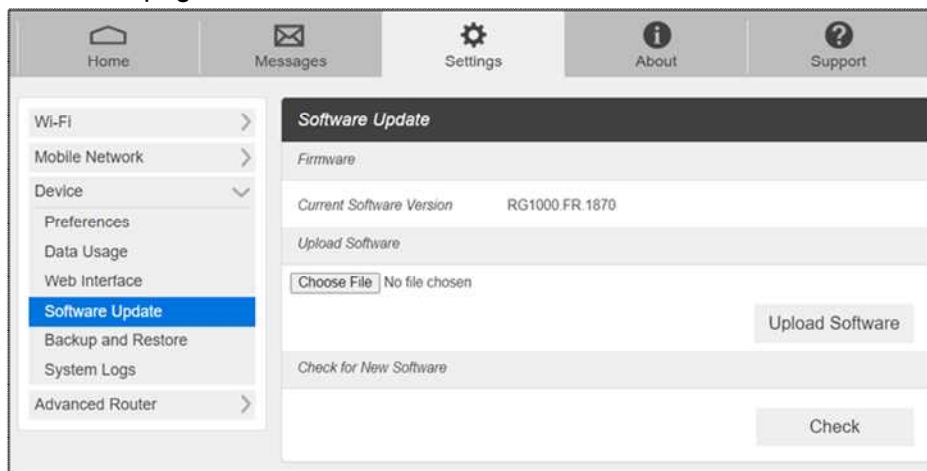 Home
Messages
Settings
About
Support
Wi-Fi
Mobile Network
Device
Preferences
Data Usage
Web Interface
Software Update
Backup and Restore
System Logs
Advanced Router
Software Update
Firmware
Current Software Version RG1000.FR.1870
Upload Software
Choose File No file chosen
Upload Software
Check for New Software
Check